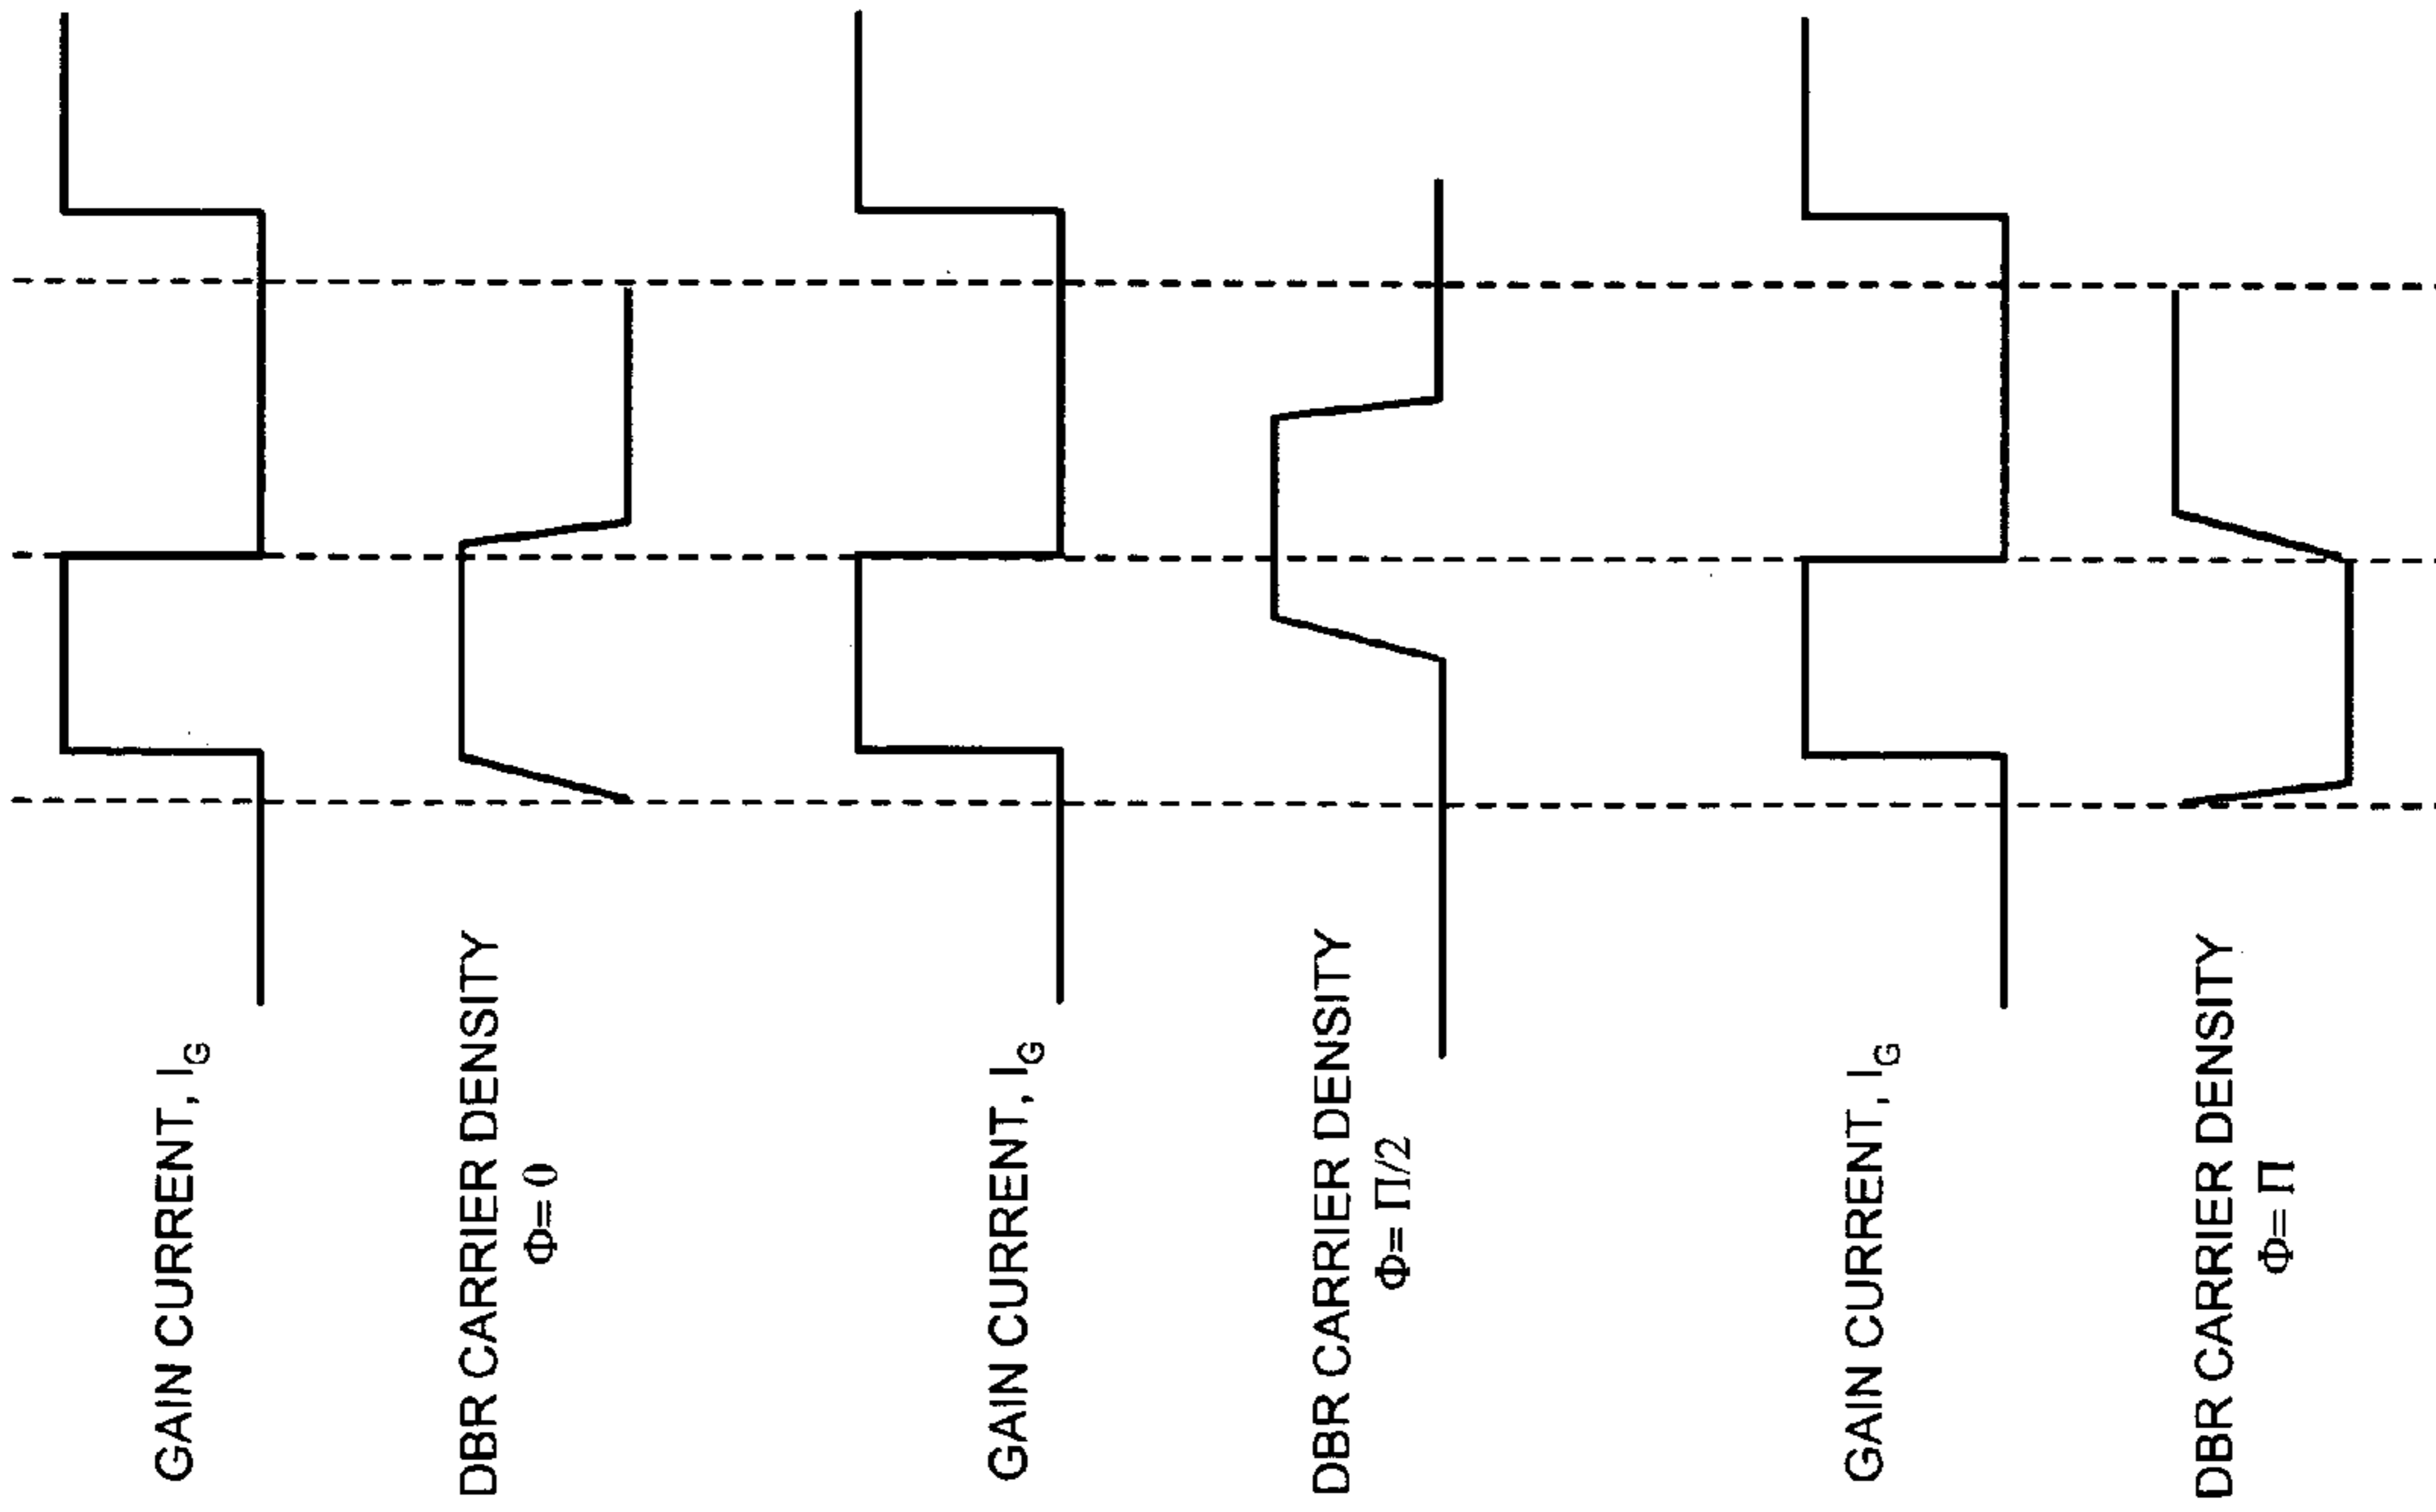 GAIN CURRENT, I_G
DBR CARRIER DENSITY
Φ= 0
GAIN CURRENT, I_G
DBR CARRIER DENSITY
Φ= Π/2
GAIN CURRENT, I_G
DBR CARRIER DENSITY
Φ= Π